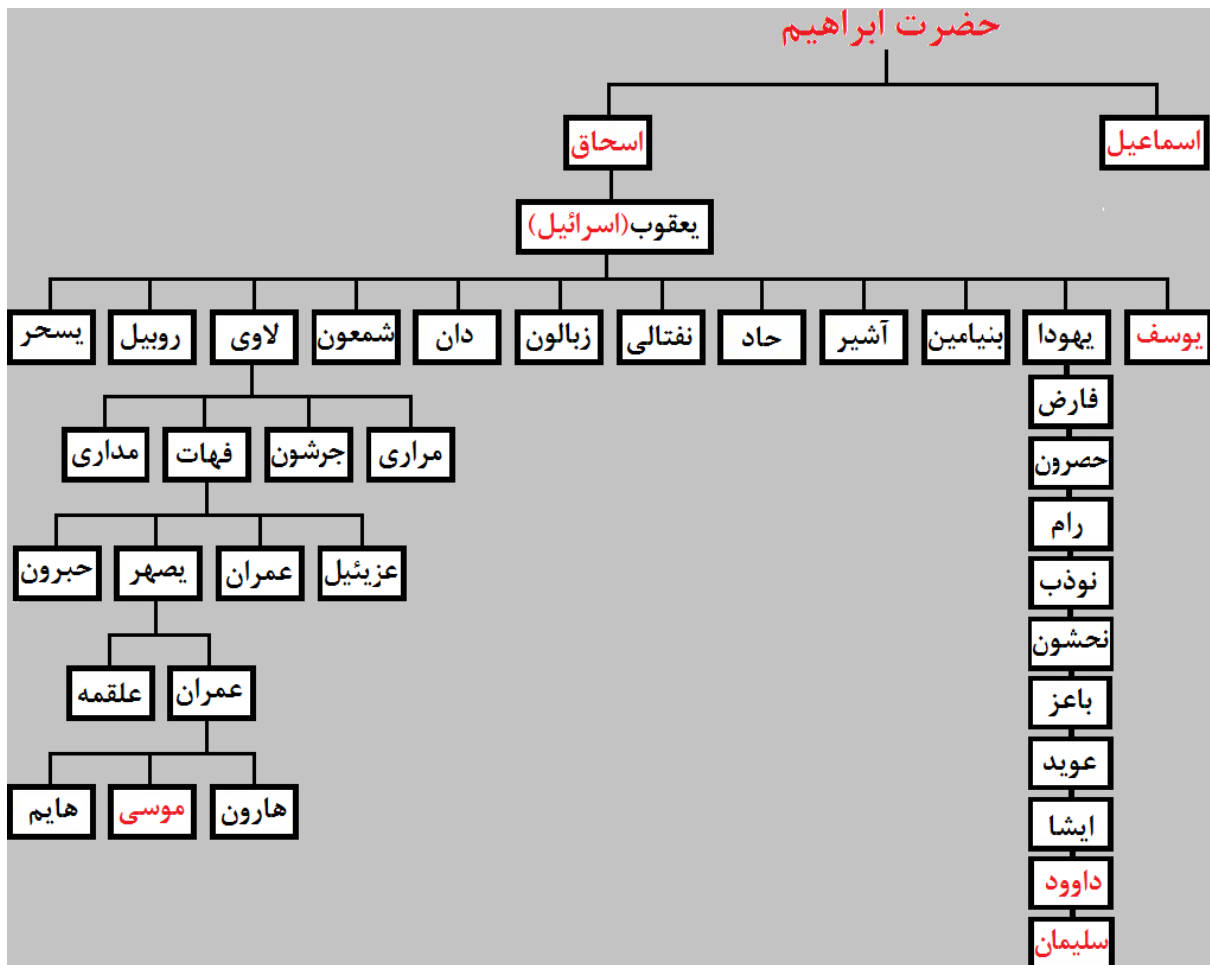 حضرت ابراهیم
اسماعیل
اسحاق
یعقوب(اسرائیل)
یوسف
یهودا
بنیامین
آشیر
حاد
نفتالی
زبالون
دان
شمعون
لاوی
روبیل
یسحر
فارض
حصرون
رام
نوذب
نحشون
باعز
عوید
ایشا
داوود
سلیمان
مراری
جرشون
فهات
مداری
عزیئیل
عمران
یصهر
حبرون
عمران
علقمه
هارون
موسی
هایم